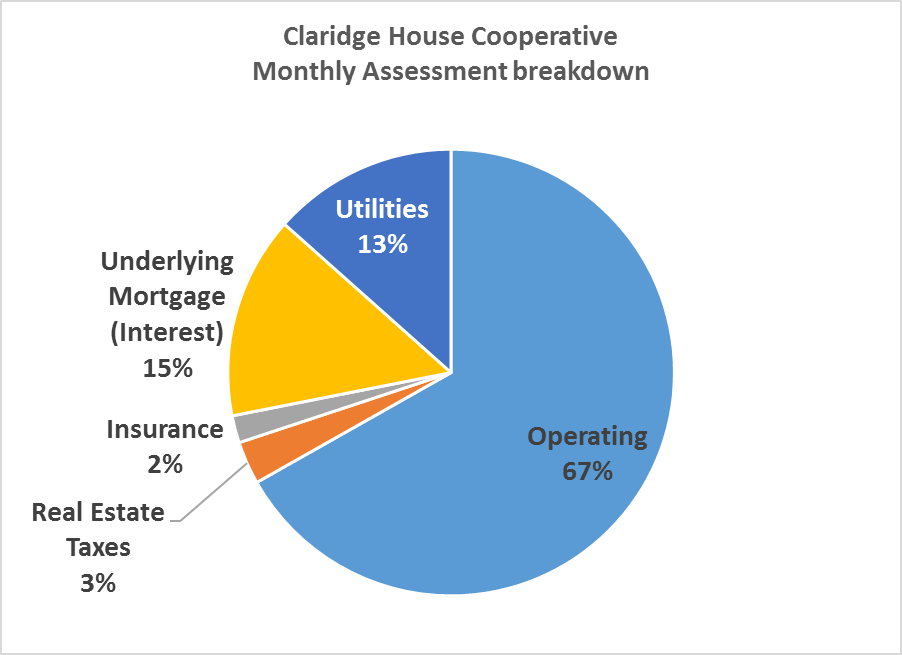 Claridge House Cooperative
Monthly Assessment breakdown
Utilities
13%
Underlying
Mortgage
(Interest)
15%
Insurance
2%
Operating
67%
Real Estate
Taxes
3%